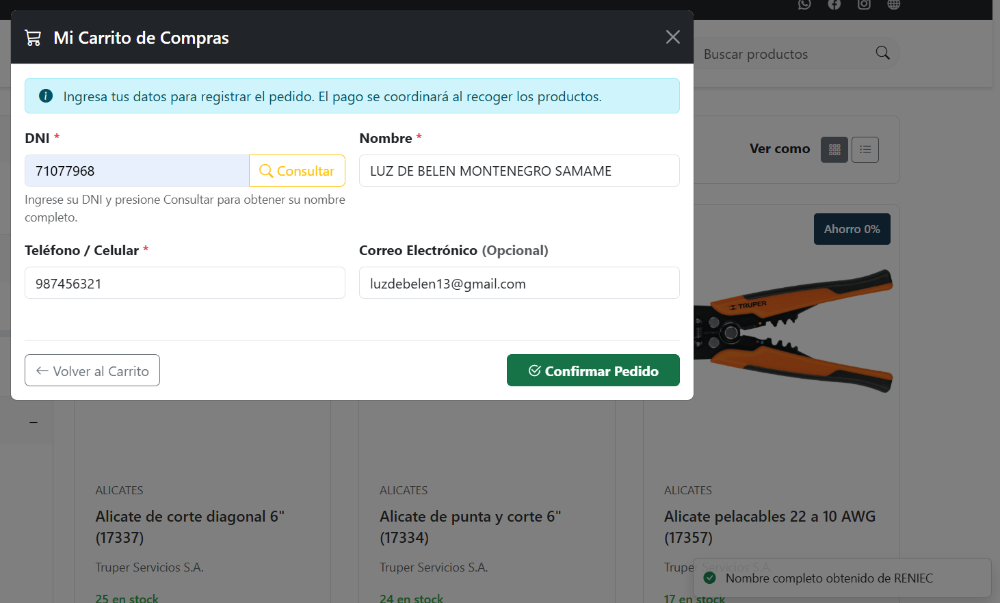 Mi Carrito de Compras
Ingresa tus datos para registrar el pedido. El pago se coordinará al recoger los productos.
DNI *
71077968
Consultar
Ingrese su DNI y presione Consultar para obtener su nombre
completo.
Nombre *
LUZ DE BELEN MONTENEGRO SAMAME
Teléfono / Celular *
987456321
Correo Electrónico (Opcional)
luzdebelen13@gmail.com
Volver al Carrito
Confirmar Pedido
Buscar productos
Ver como
Ahorro 0%
TRUPER
ALICATES
Alicate de corte diagonal 6"
(17337)
Truper Servicios S.A.
25 en stock
ALICATES
Alicate de punta y corte 6"
(17334)
Truper Servicios S.A.
24 en stock
ALICATES
Alicate pelacables 22 a 10 AWG
(17357)
Truper Servicios S.A.
17 en stock
Nombre completo obtenido de RENIEC